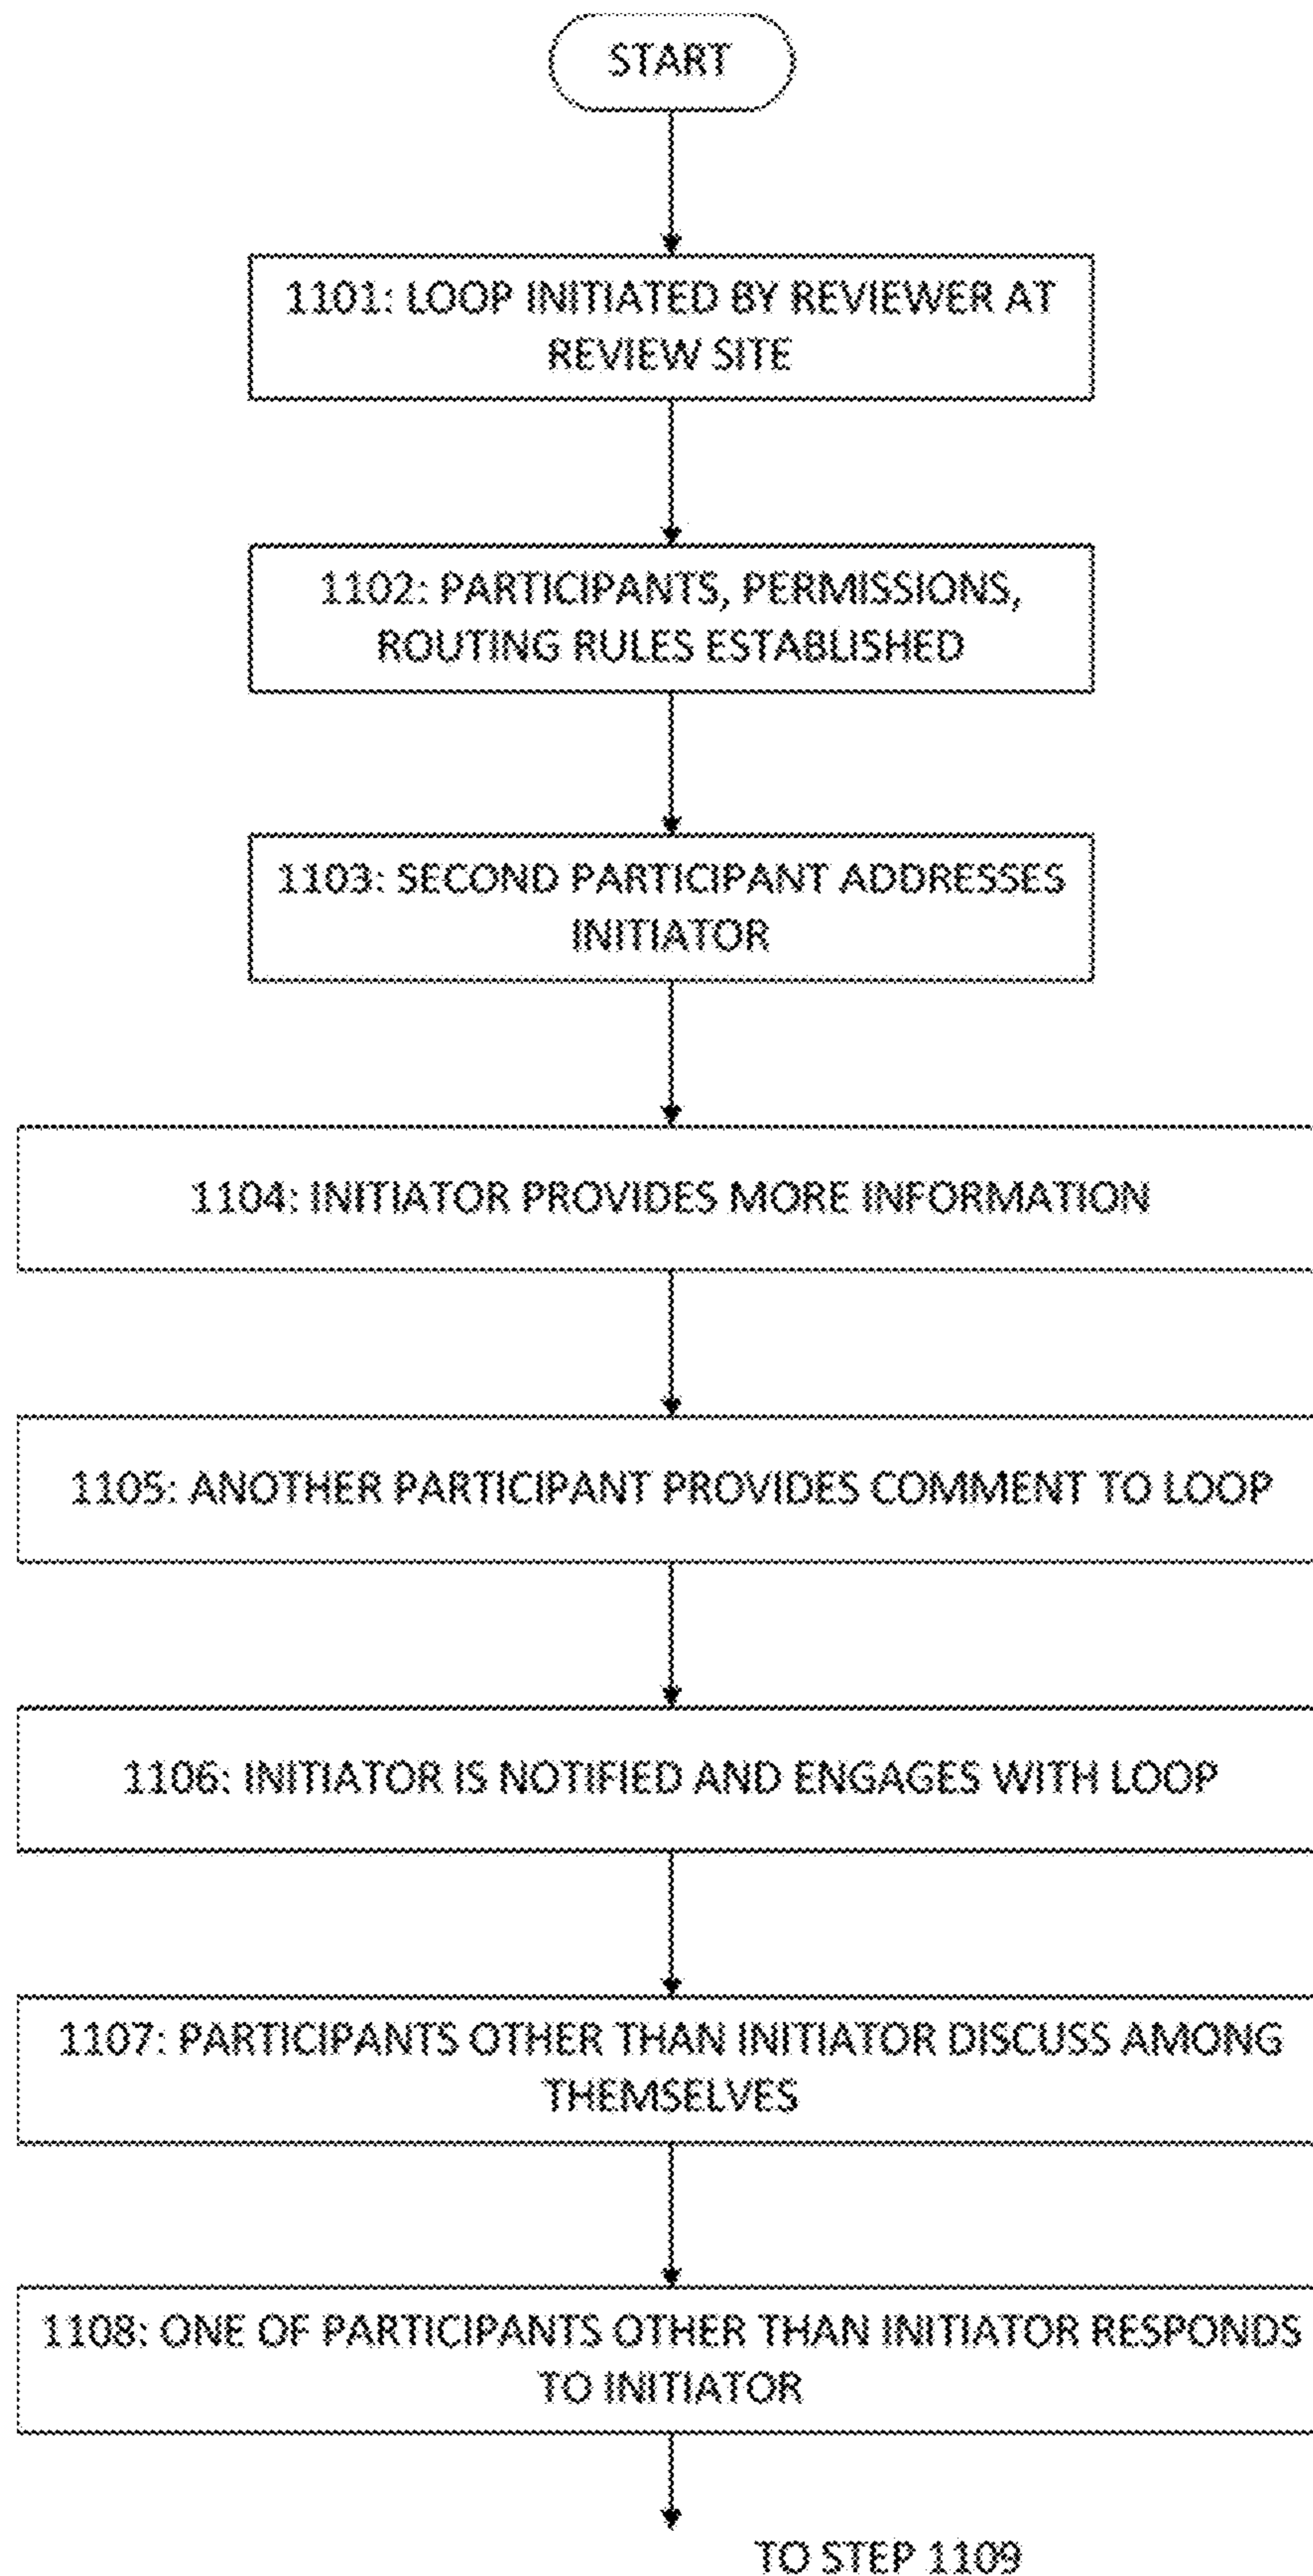 START
1101: LOOP INITIATED BY REVIEWER AT
REVIEW SITE
1102: PARTICIPANTS, PERMISSIONS,
ROUTING RULES ESTABLISHED
1103: SECOND PARTICIPANT ADDRESSES
INITIATOR
1104: INITIATOR PROVIDES MORE INFORMATION
1105: ANOTHER PARTICIPANT PROVIDES COMMENT TO LOOP
1106: INITIATOR IS NOTIFIED AND ENGAGES WITH LOOP
1107: PARTICIPANTS OTHER THAN INITIATOR DISCUSS AMONG
THEMSELVES
1108: ONE OF PARTICIPANTS OTHER THAN INITIATOR RESPONDS
TO INITIATOR
TO STEP 1109